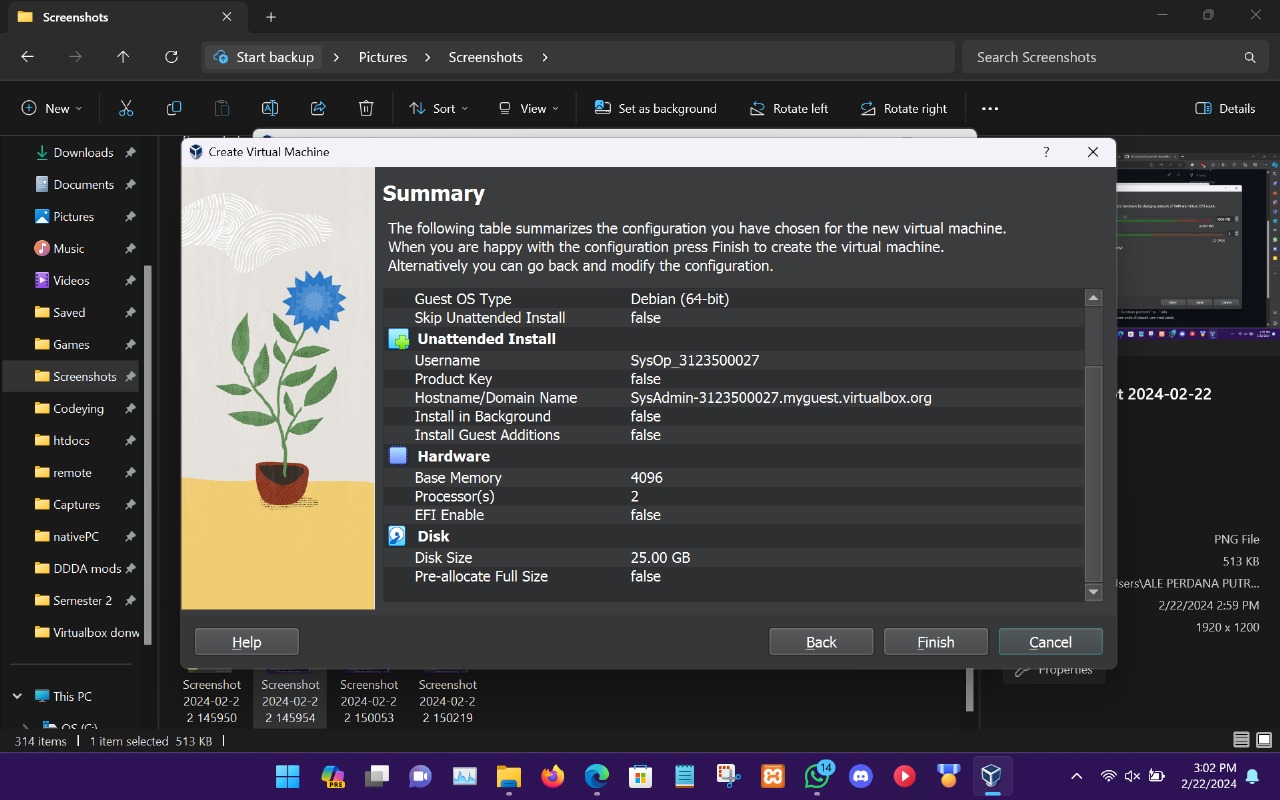 Screenshots
Start backup
Pictures
Screenshots
Search Screenshots
New
Sort
View
Set as background
Rotate left
Rotate right
Details
Downloads
Documents
Pictures
Music
Videos
Saved
Games
Screenshots
Codeying
htdocs
remote
Captures
nativePC
DDDA mods
Semester 2
Virtualbox donw
This PC
OS (C:)
Create Virtual Machine
?
Summary
The following table summarizes the configuration you have chosen for the new virtual machine.
When you are happy with the configuration press Finish to create the virtual machine.
Alternatively you can go back and modify the configuration.
Guest OS Type Debian (64-bit)
Skip Unattended Install false
Unattended Install
Username SysOp_3123500027
Product Key false
Hostname/Domain Name SysAdmin-3123500027.myguest.virtualbox.org
Install in Background false
Install Guest Additions false
Hardware
Base Memory 4096
Processor(s) 2
EFI Enable false
Disk
Disk Size 25.00 GB
Pre-allocate Full Size false
Help
Back
Finish
Cancel
t 2024-02-22
PNG File
513 KB
sers\ALE PERDANA PUTR...
2/22/2024 2:59 PM
1920 x 1200
Properties
Screenshot
2024-02-2
2 145950
Screenshot
2024-02-2
2 145954
Screenshot
2024-02-2
2 150053
Screenshot
2024-02-2
2 150219
314 items
1 item selected 513 KB
PRE
14
3:02 PM
2/22/2024